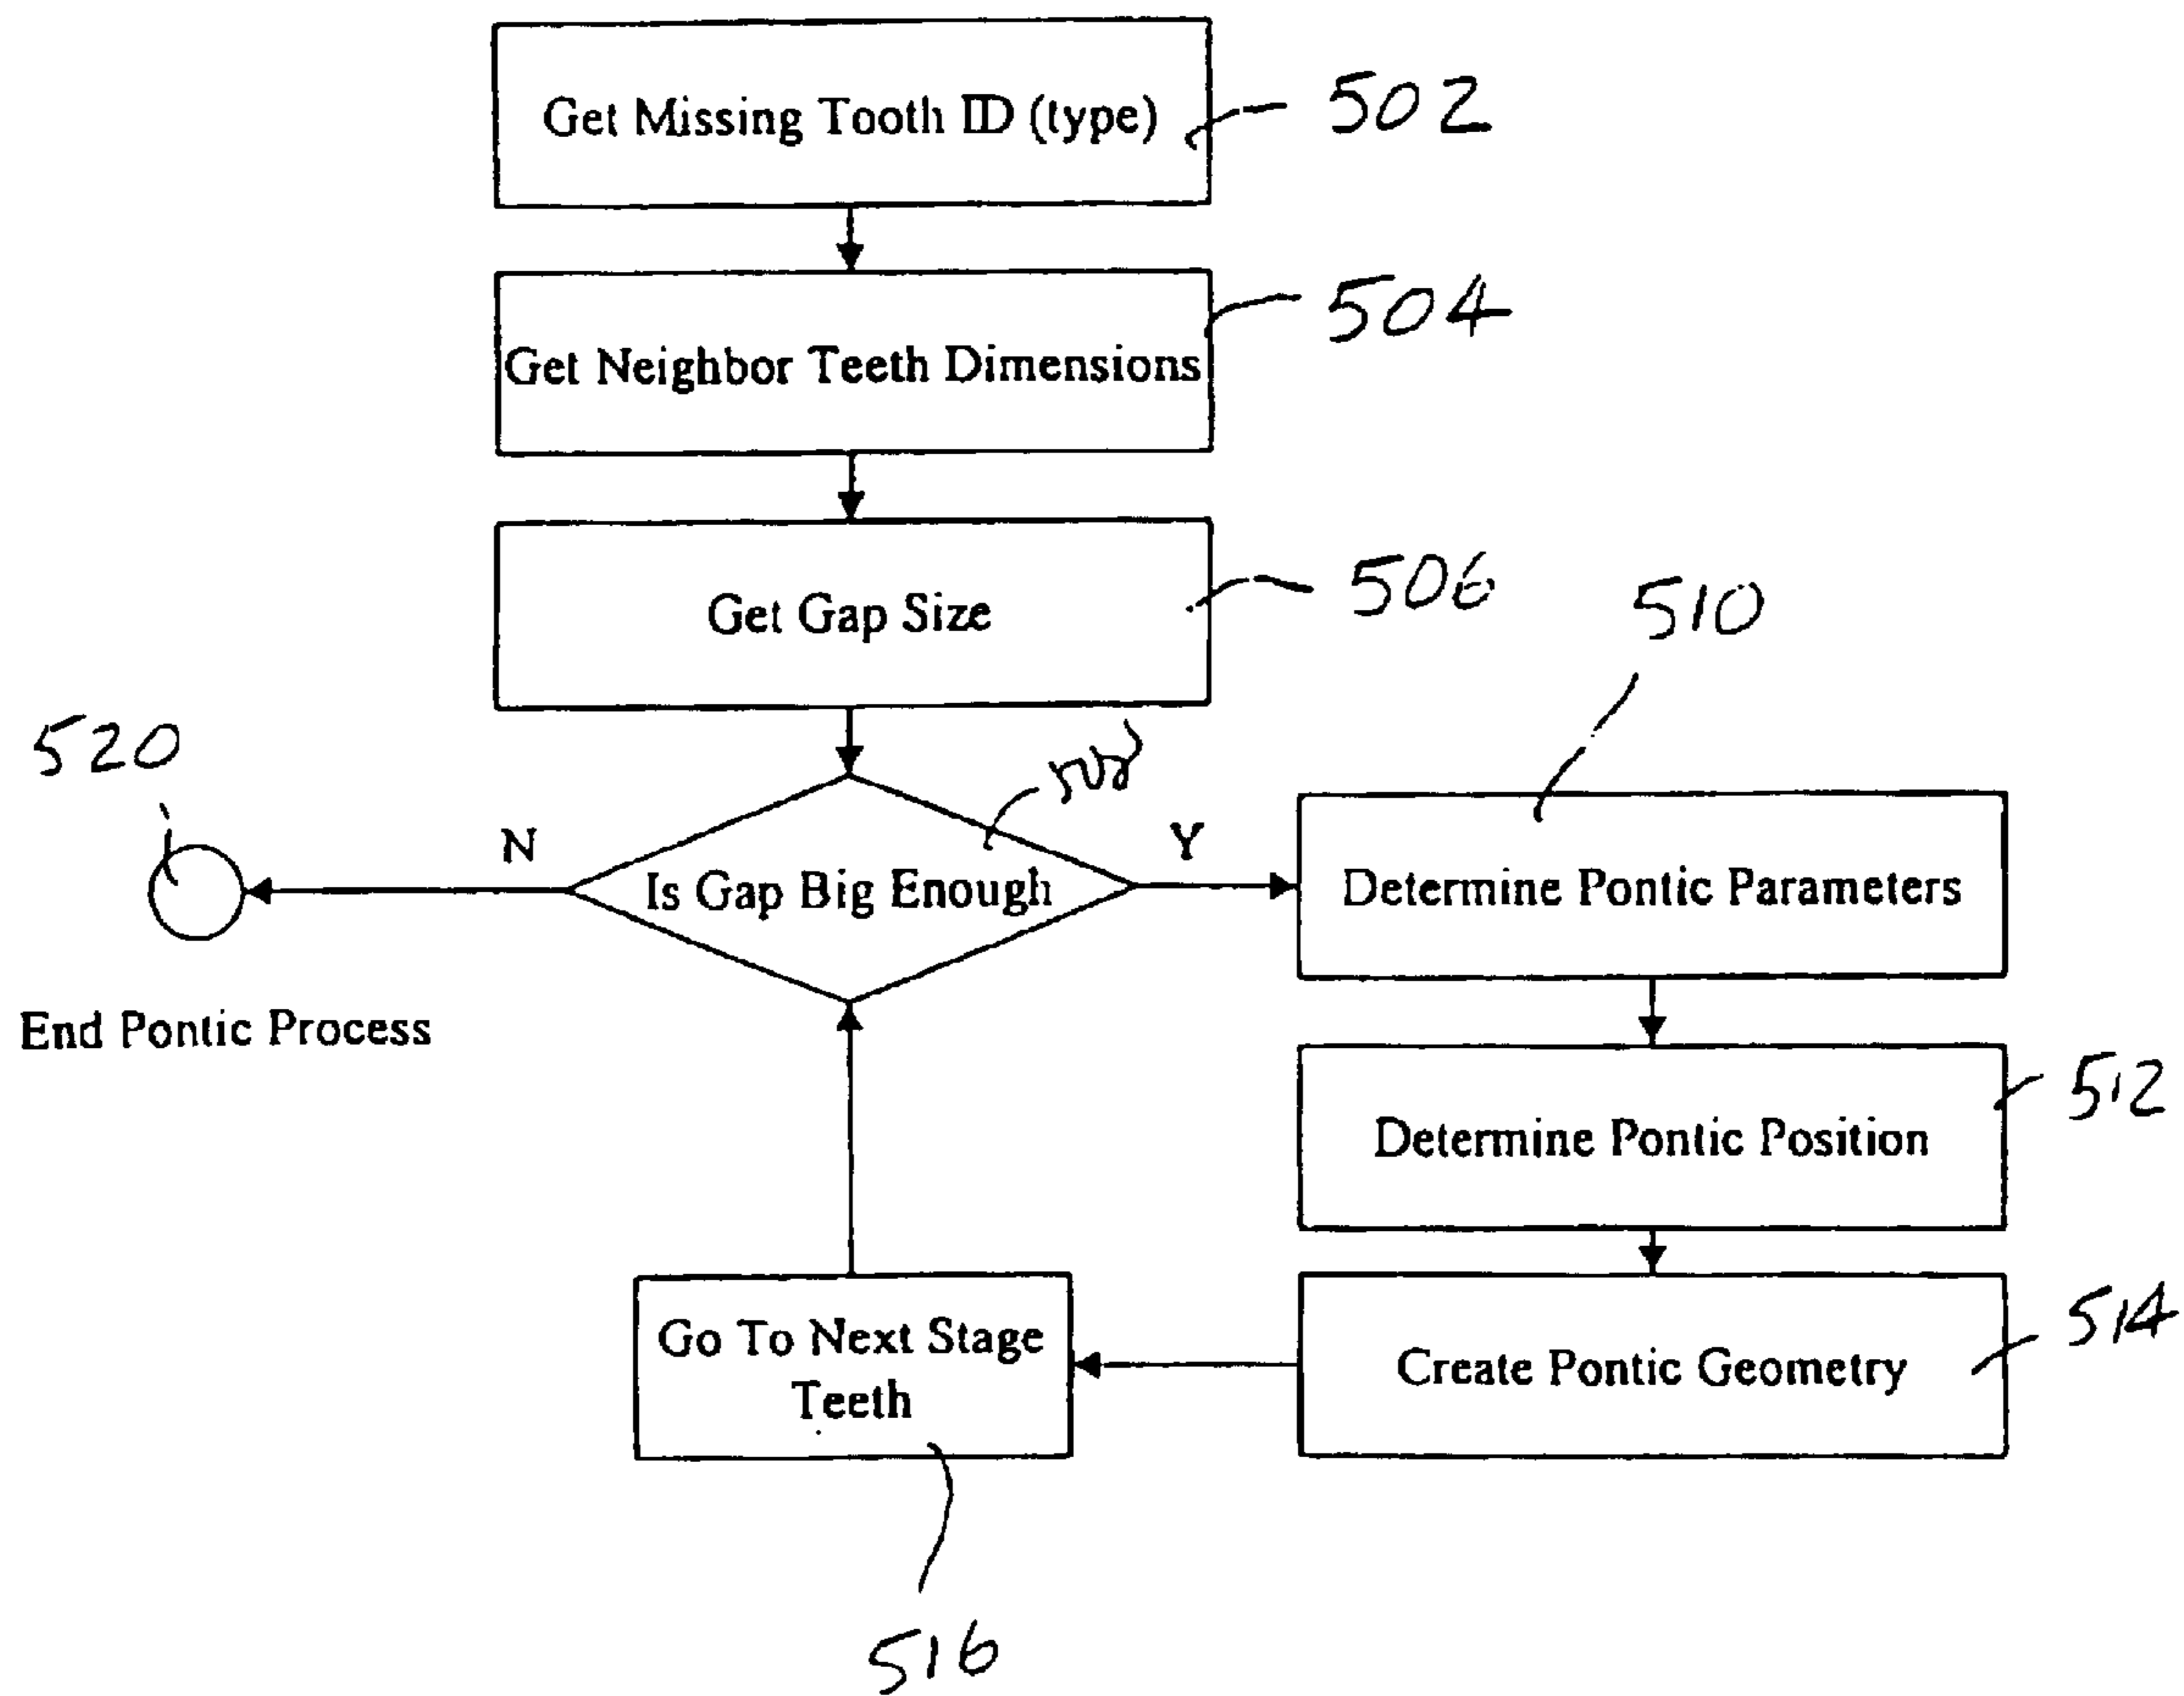 Get Missing Tooth ID (type)
502
Get Neighbor Teeth Dimensions
504
Get Gap Size
506
510
520
508
N
Is Gap Big Enough
Y
Determine Pontic Parameters
End Pontic Process
Determine Pontic Position
512
Go To Next Stage
Teeth
Create Pontic Geometry
514
516